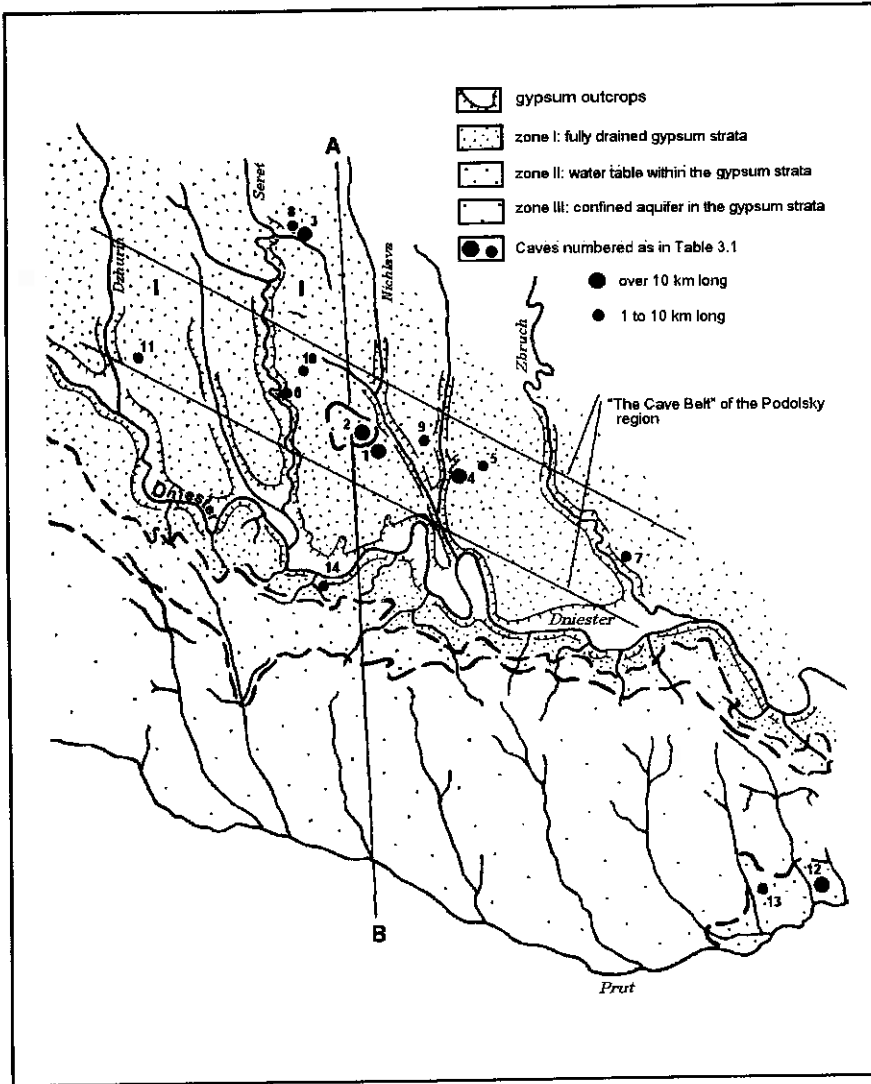 gypsum outcrops
zone I: fully drained gypsum strata
zone II: water table within the gypsum strata
zone III: confined aquifer in the gypsum strata
Caves numbered as in Table 3.1
over 10 km long
1 to 10 km long
A
Seret
8
3
Dzhurin
Nichlava
Zbruch
I
I
11
10
6
"The Cave Belt" of the Podolsky
region
2
1
9
5
4
Dniest
7
14
Dniester
12
13
B
Prut